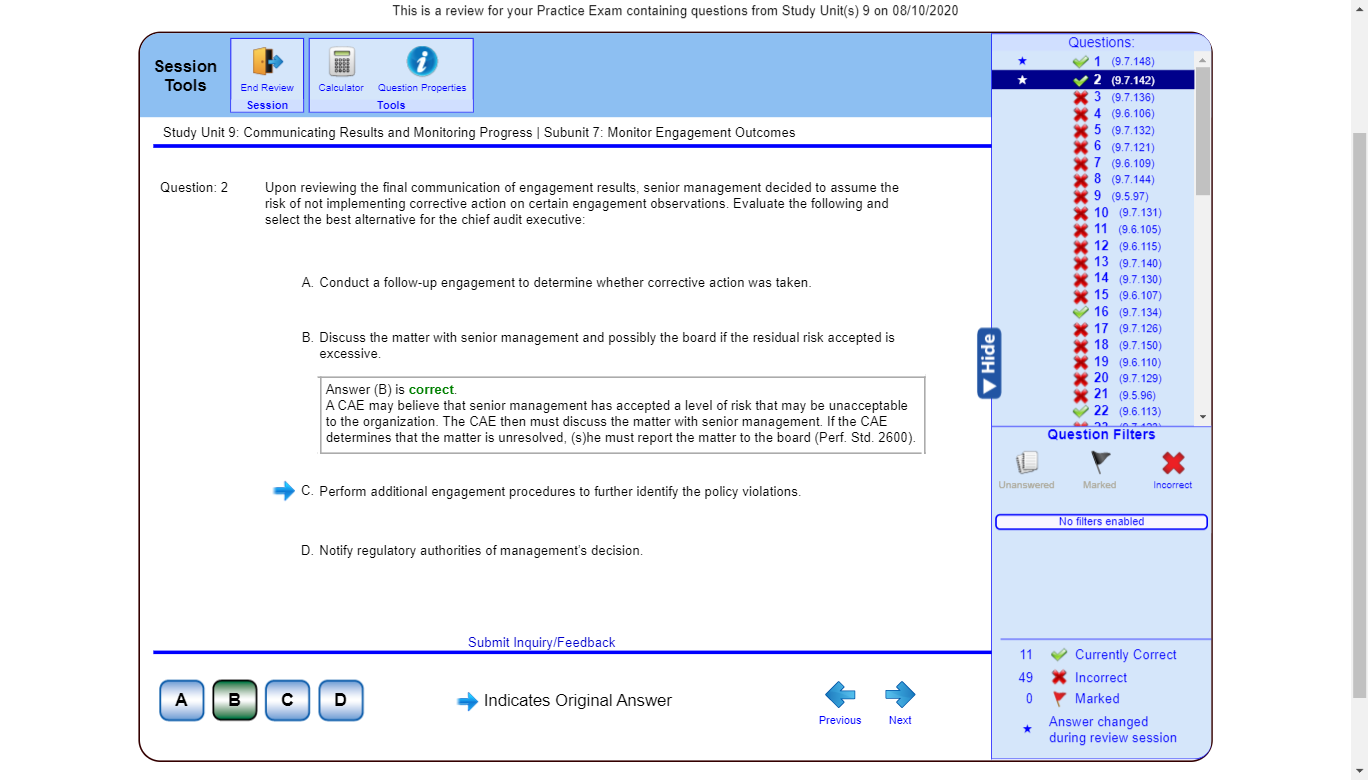 This is a review for your Practice Exam containing questions from Study Unit(s) 9 on 08/10/2020
Session
Tools
End Review
Session
Calculator
Question Properties
Tools
Study Unit 9: Communicating Results and Monitoring Progress | Subunit 7: Monitor Engagement Outcomes
Question: 2
Upon reviewing the final communication of engagement results, senior management decided to assume the
risk of not implementing corrective action on certain engagement observations. Evaluate the following and
select the best alternative for the chief audit executive:
A. Conduct a follow-up engagement to determine whether corrective action was taken.
B. Discuss the matter with senior management and possibly the board if the residual risk accepted is
excessive.
Answer (B) is correct.
A CAE may believe that senior management has accepted a level of risk that may be unacceptable
to the organization. The CAE then must discuss the matter with senior management. If the CAE
determines that the matter is unresolved, (s)he must report the matter to the board (Perf. Std. 2600).
C. Perform additional engagement procedures to further identify the policy violations.
D. Notify regulatory authorities of management's decision.
Submit Inquiry/Feedback
A
B
C
D
Indicates Original Answer
Previous
Next
Hide
Questions:
1 (9.7.148)
2 (9.7.142)
3 (9.7.136)
4 (9.6.106)
5 (9.7.132)
6 (9.7.121)
7 (9.6.109)
8 (9.7.144)
9 (9.5.97)
10 (9.7.131)
11 (9.6.105)
12 (9.6.115)
13 (9.7.140)
14 (9.7.130)
15 (9.6.107)
16 (9.7.134)
17 (9.7.126)
18 (9.7.150)
19 (9.6.110)
20 (9.7.129)
21 (9.5.96)
22 (9.6.113)
Question Filters
Unanswered
Marked
Incorrect
No filters enabled
11 Currently Correct
49 Incorrect
0 Marked
Answer changed
during review session